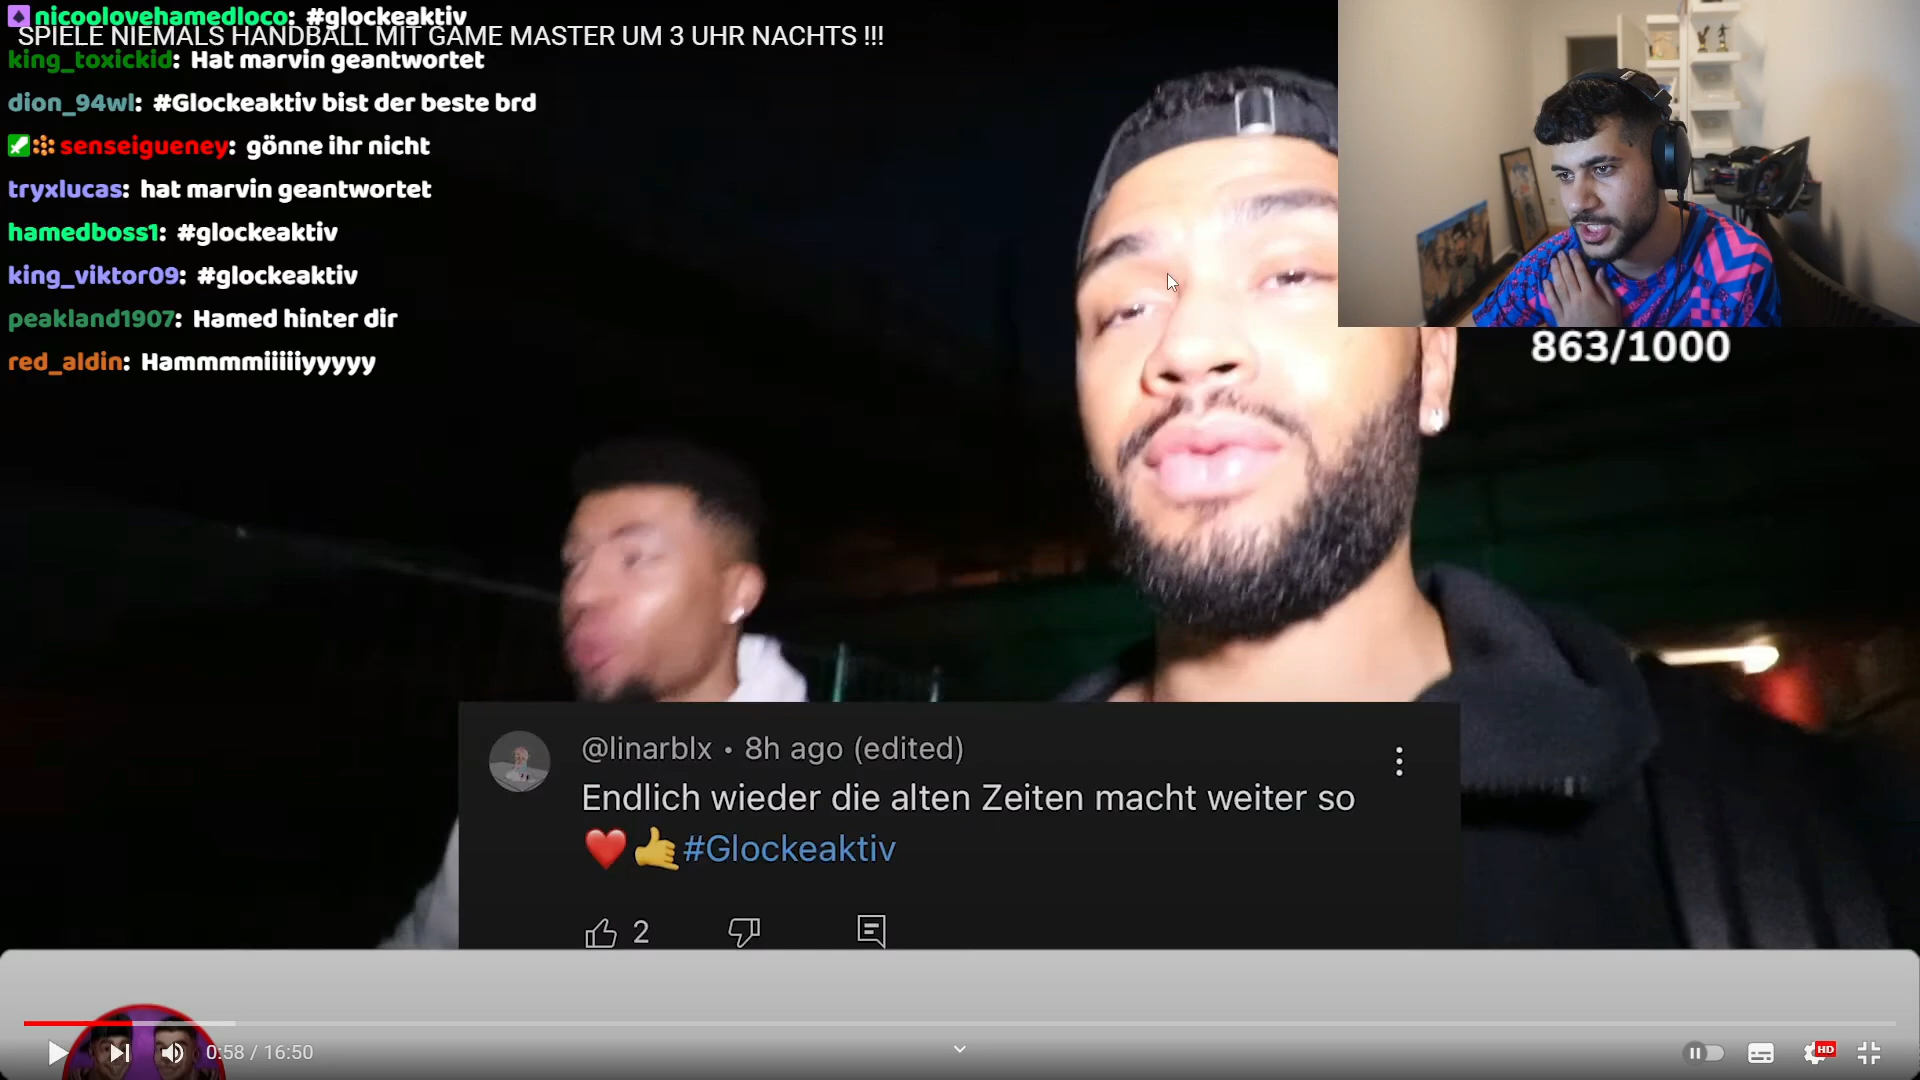 nicoolovehamedloco: #glockeaktiv
SPIELE NIEMALS HANDBALL MIT GAME MASTER UM 3 UHR NACHTS !!!
king_toxickid: Hat marvin geantwortet
dion_94wl: #Glockeaktiv bist der beste brd
senseigueney: gönne ihr nicht
tryxlucas: hat marvin geantwortet
hamedboss1: #glockeaktiv
king_viktor09: #glockeaktiv
peakland1907: Hamed hinter dir
863/1000
red_aldin: Hammmmiiiiiyyyyy
@linarblx • 8h ago (edited)
Endlich wieder die alten Zeiten macht weiter so
❤️🤙#Glockeaktiv
2
0:58 / 16:50
HD